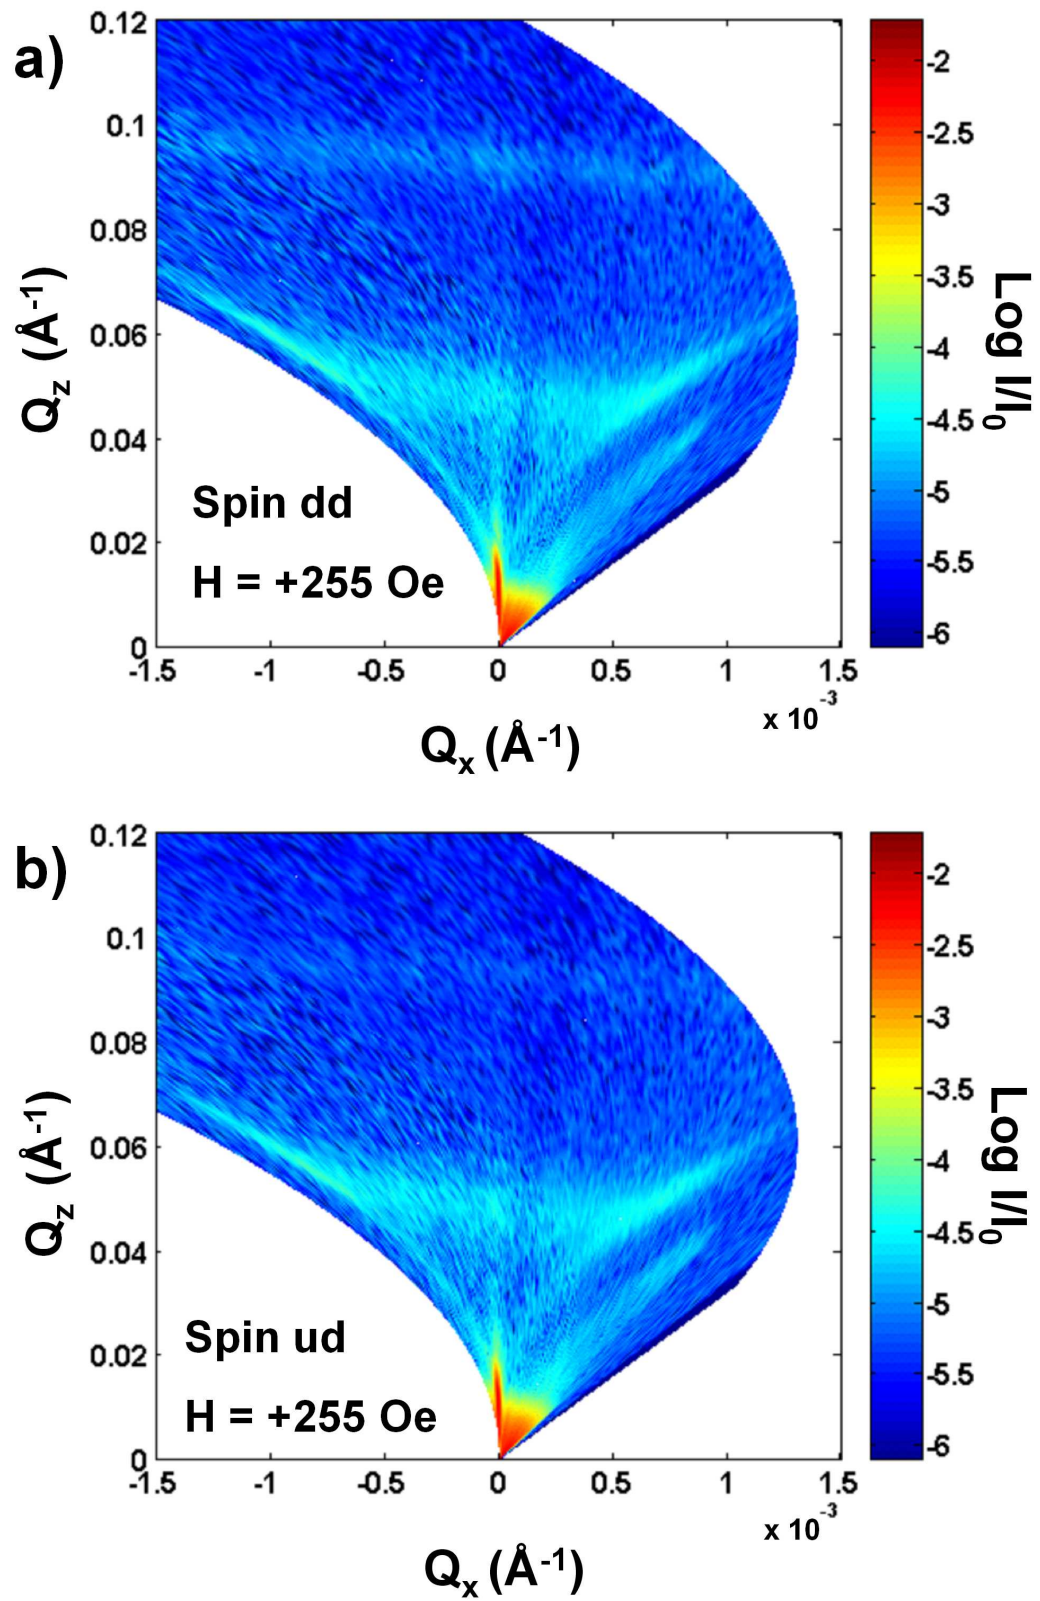 a)
0.12
0.1
0.08
0.06
0.04
0.02
0
Qz (Å-1)
Spin dd
H = +255 Oe
-1.5 -1 -0.5 0 0.5 1 1.5
x 10-3
Qx (Å-1)
-2
-2.5
-3
-3.5
-4
-4.5
-5
-5.5
-6
Log I/I0
b)
0.12
0.1
0.08
0.06
0.04
0.02
0
Qz (Å-1)
Spin ud
H = +255 Oe
-1.5 -1 -0.5 0 0.5 1 1.5
x 10-3
Qx (Å-1)
-2
-2.5
-3
-3.5
-4
-4.5
-5
-5.5
-6
Log I/I0